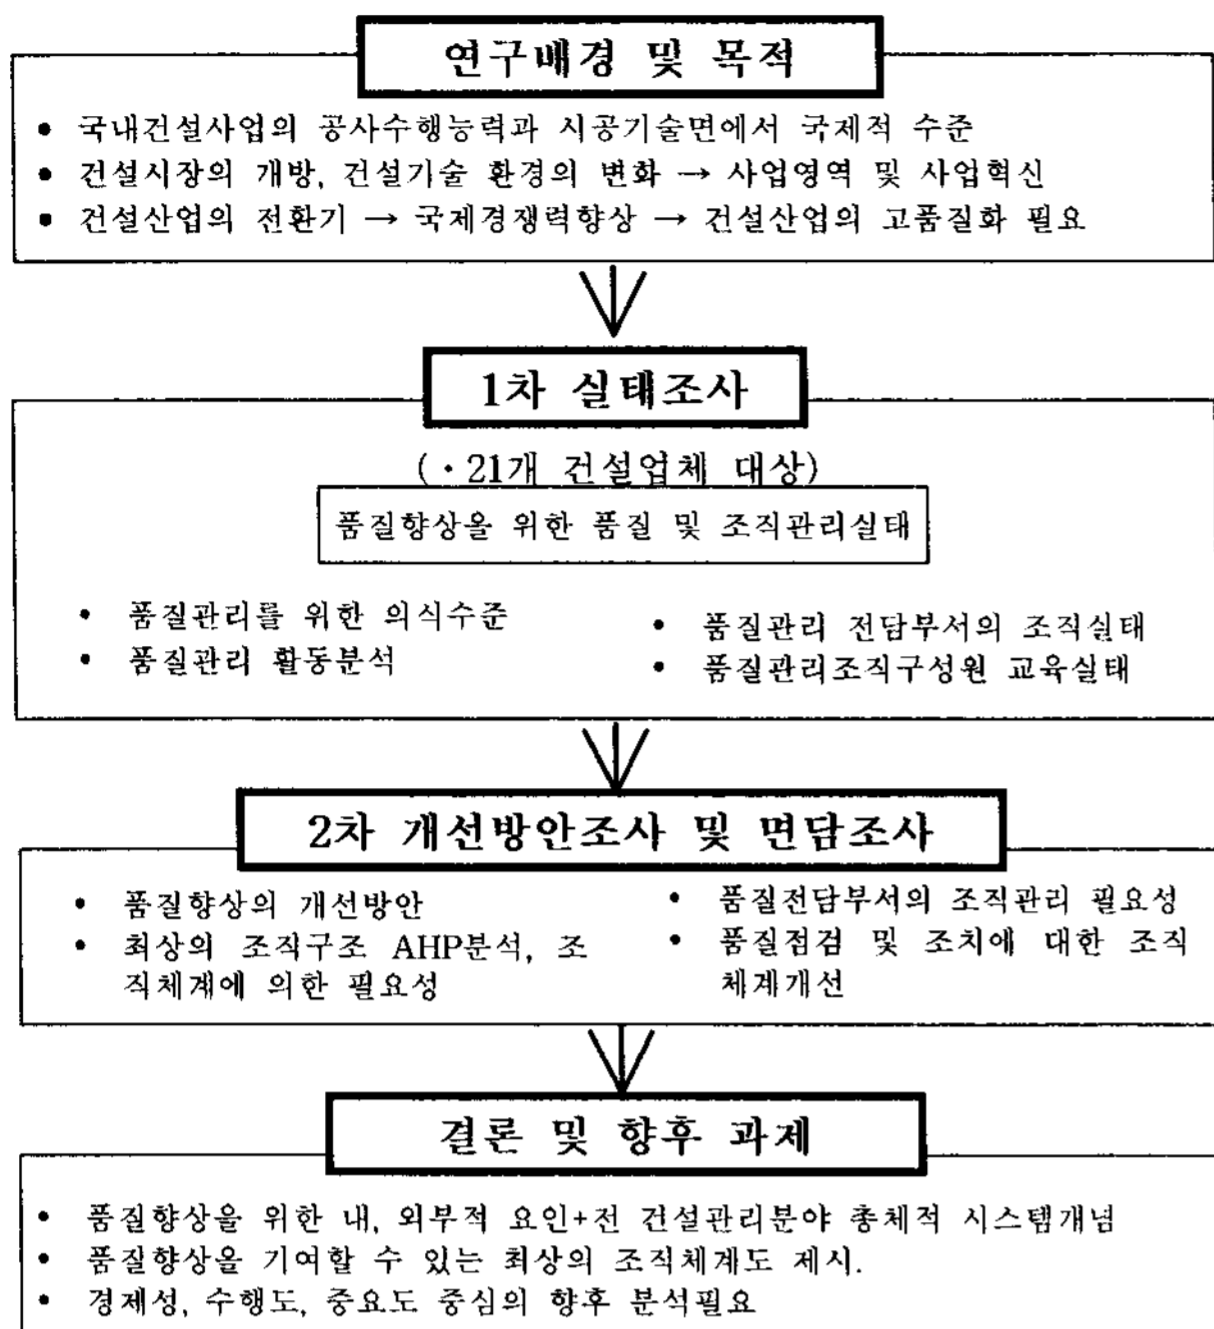 연구배경 및 목적
• 국내건설사업의 공사수행능력과 시공기술면에서 국제적 수준
• 건설시장의 개방, 건설기술 환경의 변화 → 사업영역 및 사업혁신
• 건설산업의 전환기 → 국제경쟁력향상 → 건설산업의 고품질화 필요
1차 실태조사
(·21개 건설업체 대상)
품질향상을 위한 품질 및 조직관리실태
• 품질관리를 위한 의식수준
• 품질관리 활동분석
• 품질관리 전담부서의 조직실태
• 품질관리조직구성원 교육실태
2차 개선방안조사 및 면담조사
• 품질향상의 개선방안
• 최상의 조직구조 AHP분석, 조
직체계에 의한 필요성
• 품질전담부서의 조직관리 필요성
• 품질점검 및 조치에 대한 조직
체계개선
결론 및 향후 과제
• 품질향상을 위한 내, 외부적 요인+전 건설관리분야 총체적 시스템개념
• 품질향상을 기여할 수 있는 최상의 조직체계도 제시.
• 경제성, 수행도, 중요도 중심의 향후 분석필요